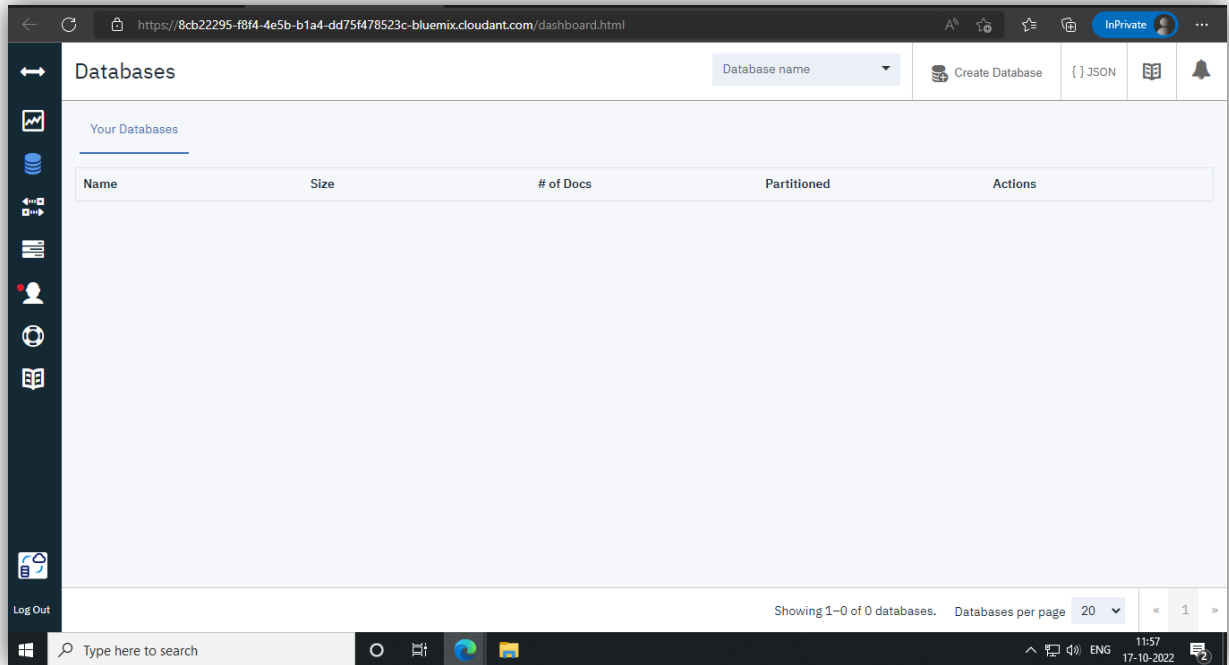 https://8cb22295-f8f4-4e5b-b1a4-dd75f478523c-bluemix.cloudant.com/dashboard.html
InPrivate
Databases
Database name
Create Database
{ } JSON
Your Databases
Name Size # of Docs Partitioned Actions
Log Out
Showing 1–0 of 0 databases. Databases per page 20 « 1 »
Type here to search
ENG
11:57
17-10-2022
2